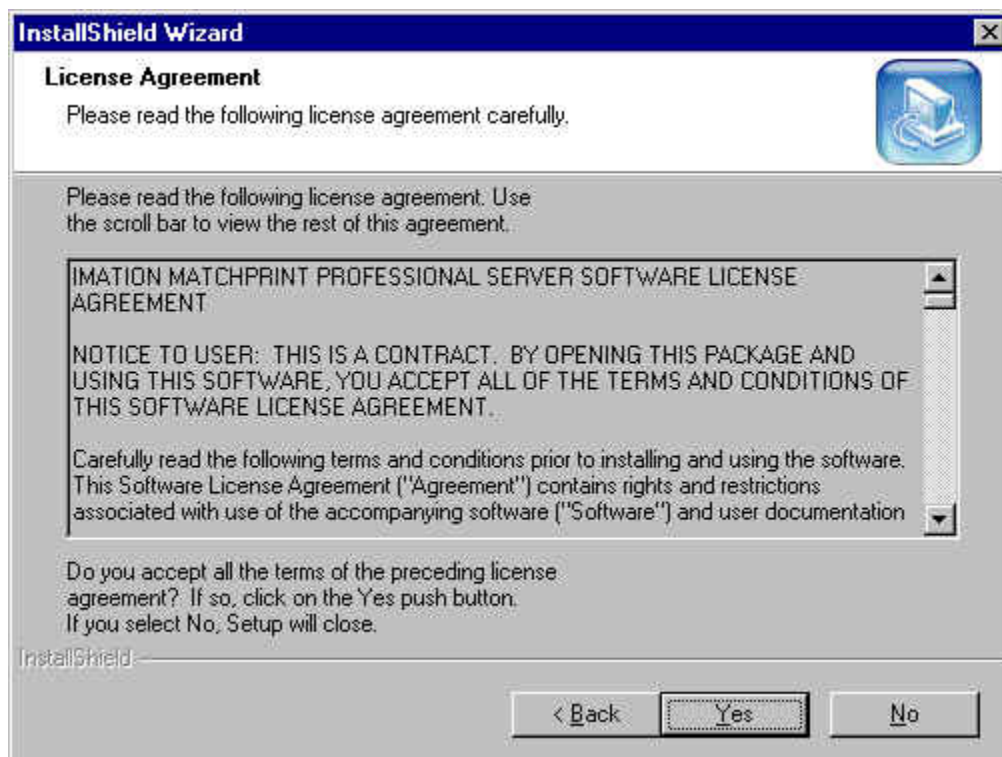 InstallShield Wizard
License Agreement
Please read the following license agreement carefully.
Please read the following license agreement. Use
the scroll bar to view the rest of this agreement.
IMATION MATCHPRINT PROFESSIONAL SERVER SOFTWARE LICENSE
AGREEMENT
NOTICE TO USER:  THIS IS A CONTRACT.  BY OPENING THIS PACKAGE AND
USING THIS SOFTWARE, YOU ACCEPT ALL OF THE TERMS AND CONDITIONS OF
THIS SOFTWARE LICENSE AGREEMENT.
Carefully read the following terms and conditions prior to installing and using the software.
This Software License Agreement ("Agreement") contains rights and restrictions
associated with use of the accompanying software ("Software") and user documentation
Do you accept all the terms of the preceding license
agreement?  If so, click on the Yes push button.
If you select No, Setup will close.
InstallShield
< Back
Yes
No